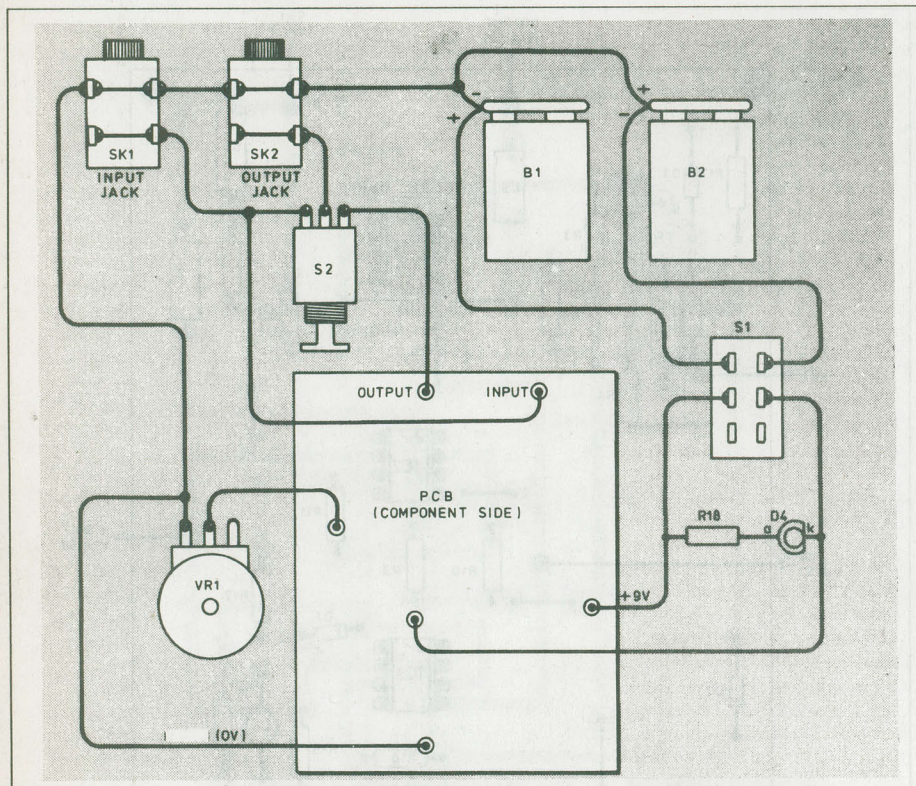 SK1
INPUT
JACK
SK2
OUTPUT
JACK
-
+
B1
+
-
B2
S2
S1
OUTPUT
INPUT
PCB
(COMPONENT SIDE)
R18
a
D4
k
+9V
VR1
(0V)